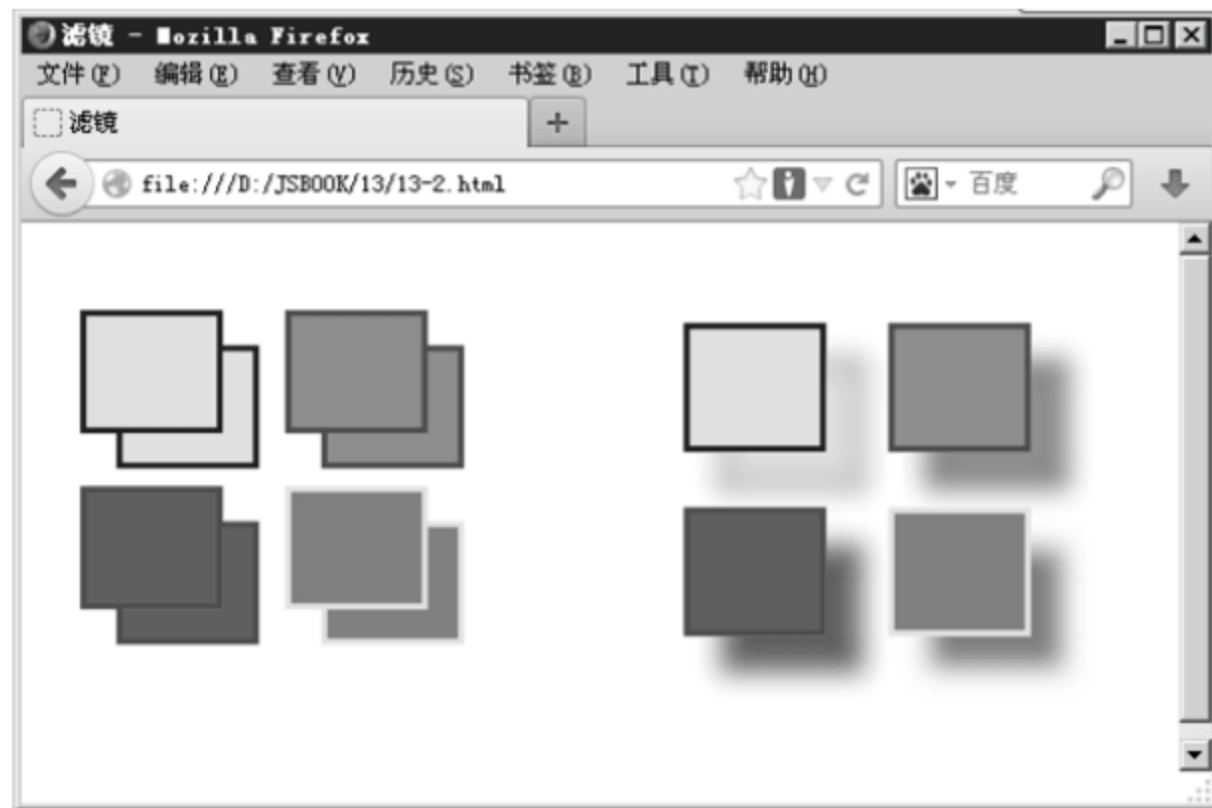 滤镜 - Mozilla Firefox
文件(F) 编辑(E) 查看(V) 历史(S) 书签(B) 工具(T) 帮助(H)
滤镜
file:///D:/JSBOOK/13/13-2.html
百度